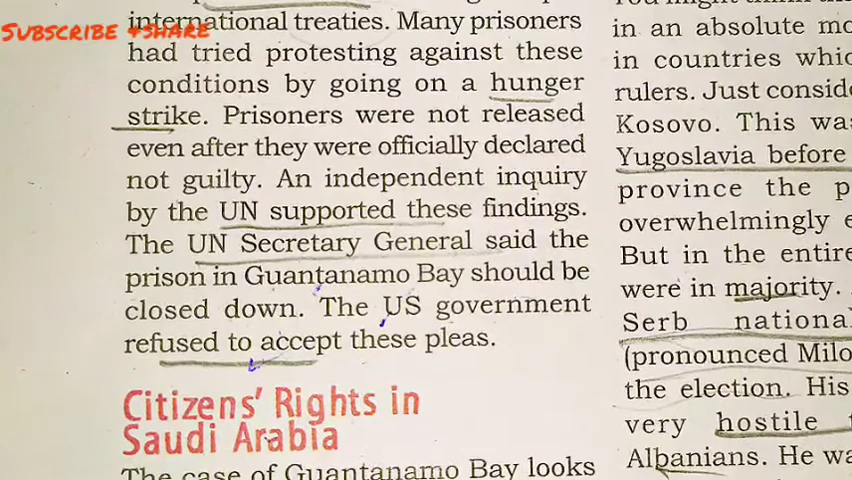 SUBSCRIBE &SHARE
international treaties. Many prisoners
had tried protesting against these
conditions by going on a hunger
strike. Prisoners were not released
even after they were officially declared
not guilty. An independent inquiry
by the UN supported these findings.
The UN Secretary General said the
prison in Guantanamo Bay should be
closed down. The US government
refused to accept these pleas.
Citizens' Rights in
Saudi Arabia
The case of Guantanamo Bay looks
in an absolute mo
in countries whic
rulers. Just conside
Kosovo. This was
Yugoslavia before
province the p
overwhelmingly e
But in the entire
were in majority.
Serb national
(pronounced Milo
the election. His
very hostile
Albanians. He wa